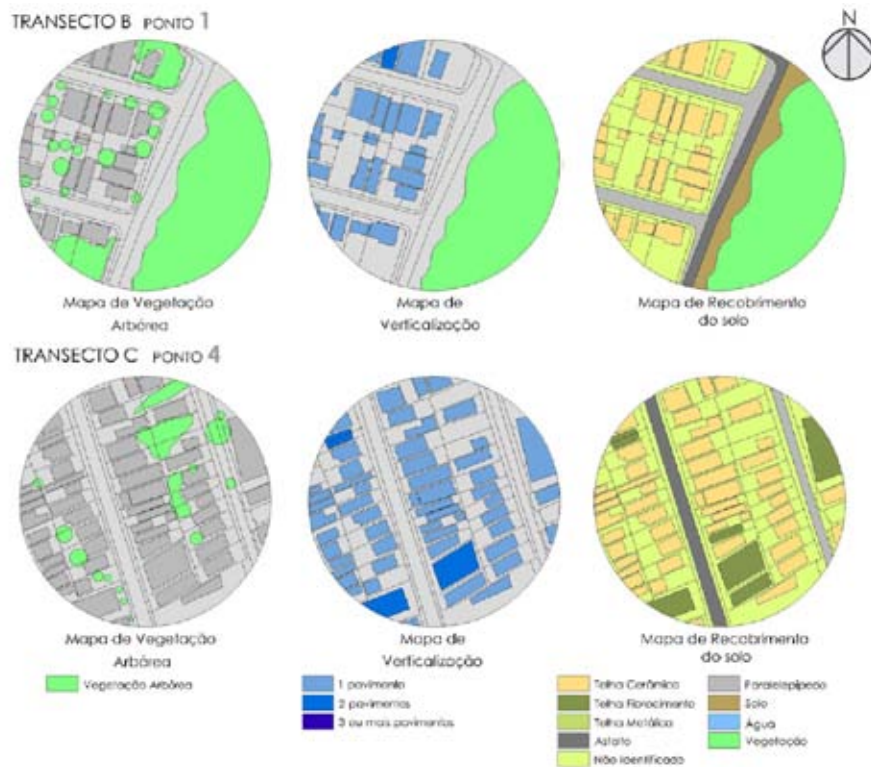 TRANSECTO B PONTO 1
N
Mapa de Vegetação
Arbórea
Mapa de
Verticalização
Mapa de Recobrimento
do solo
TRANSECTO C PONTO 4
Mapa de Vegetação
Arbórea
Mapa de
Verticalização
Mapa de Recobrimento
do solo
Vegetação Arbórea
1 pavimento
2 pavimentos
3 ou mais pavimentos
Telha Cerâmica
Telha Fibrocimento
Telha Metálica
Asfalto
Não Identificado
Paralelepípedo
Solo
Água
Vegetação